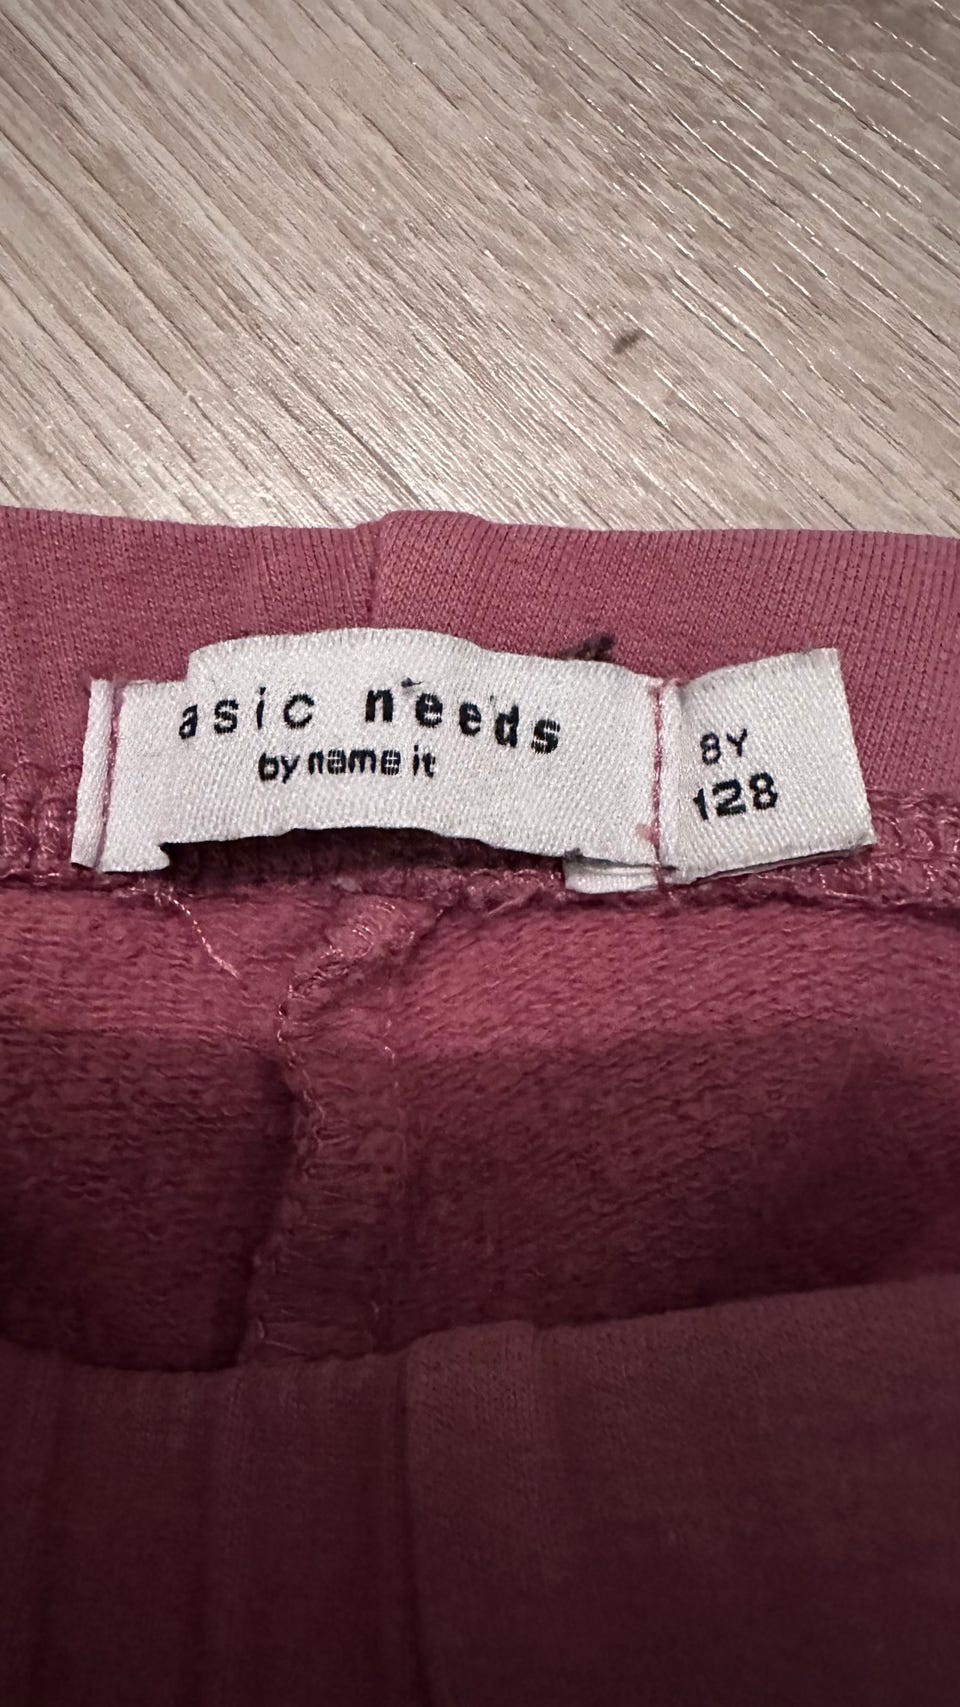 asic needs
by name it
8Y
128